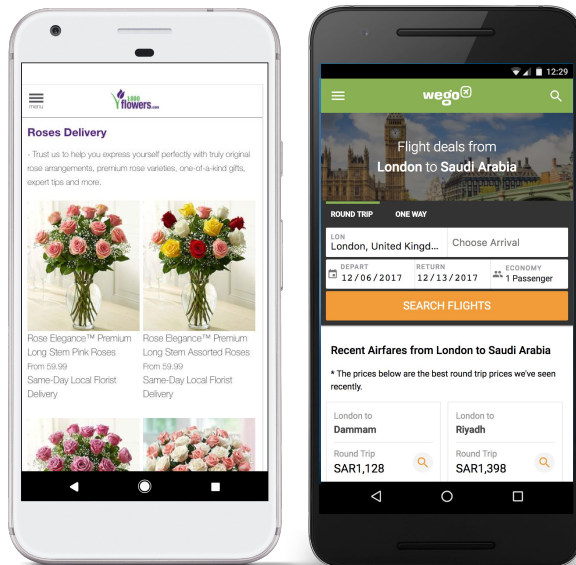 menu
1800
flowers.com
Roses Delivery
- Trust us to help you express yourself perfectly with truly original
rose arrangements, premium rose varieties, one-of-a-kind gifts,
expert tips and more.
Rose Elegance™ Premium
Long Stem Pink Roses
From 59.99
Same-Day Local Florist
Delivery
Rose Elegance™ Premium
Long Stem Assorted Roses
From 59.99
Same-Day Local Florist
Delivery
12:29
wego
Flight deals from
London to Saudi Arabia
ROUND TRIP ONE WAY
LON
London, United Kingd...
Choose Arrival
DEPART
12/06/2017
RETURN
12/13/2017
ECONOMY
1 Passenger
SEARCH FLIGHTS
Recent Airfares from London to Saudi Arabia
* The prices below are the best round trip prices we've seen
recently.
London to
Dammam
Round Trip
SAR1,128
London to
Riyadh
Round Trip
SAR1,398